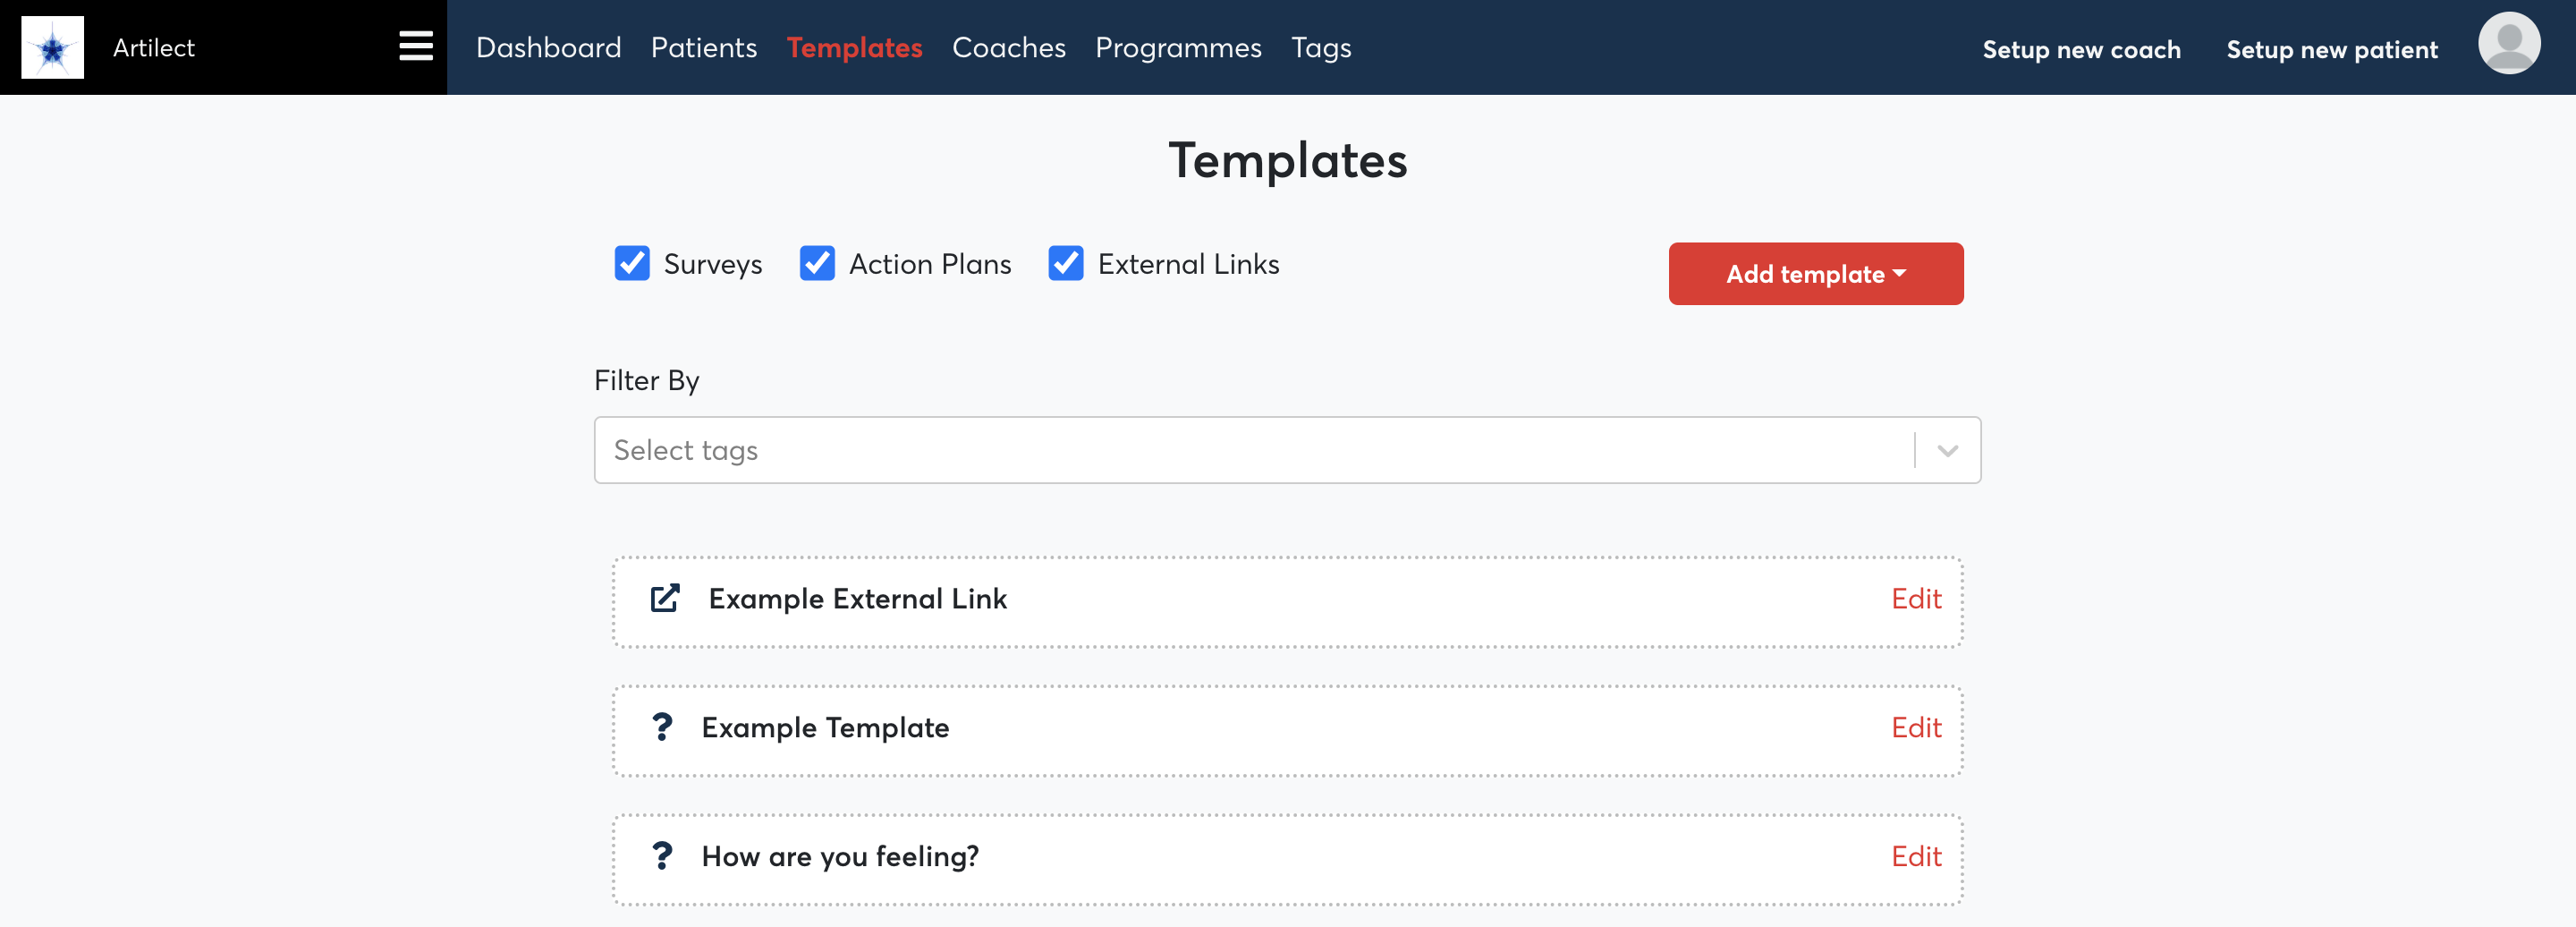 Artilect
Dashboard Patients Templates Coaches Programmes Tags
Setup new coach Setup new patient
Templates
Surveys Action Plans External Links
Add template
Filter By
Select tags
Example External Link Edit
? Example Template Edit
? How are you feeling? Edit